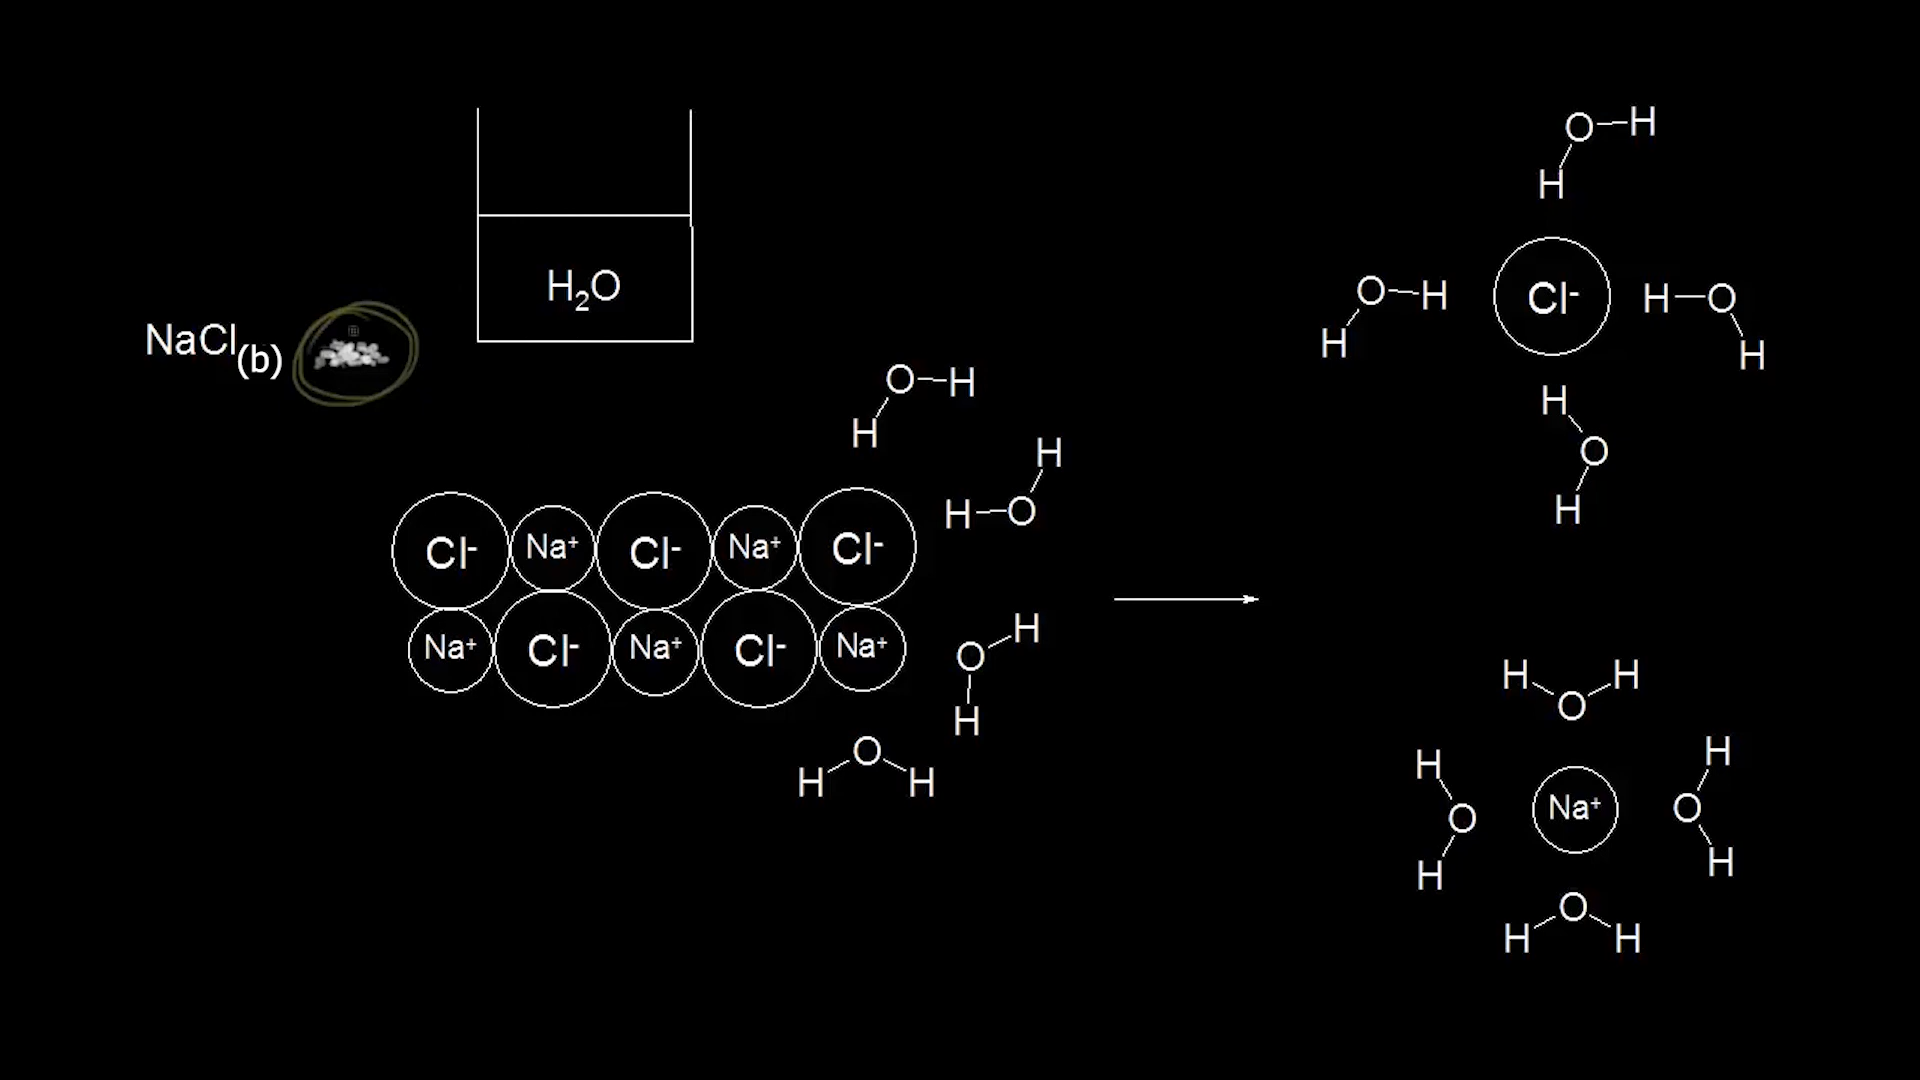 H₂O
NaCl(b)
O H
H
H
H O
Cl⁻ Na⁺ Cl⁻ Na⁺ Cl⁻
Na⁺ Cl⁻ Na⁺ Cl⁻ Na⁺
H
O
H
O
H H
O H
H
O H Cl⁻ H O
H H
H
O
H
H H
O
H H
O Na⁺ O
H H
O
H H